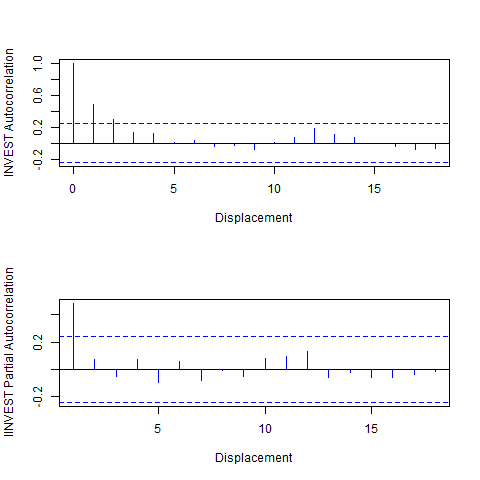 INVEST Autocorrelation
1.0
0.6
0.2
-0.2
0 5 10 15
Displacement
IINVEST Partial Autocorrelation
0.2
-0.2
5 10 15
Displacement